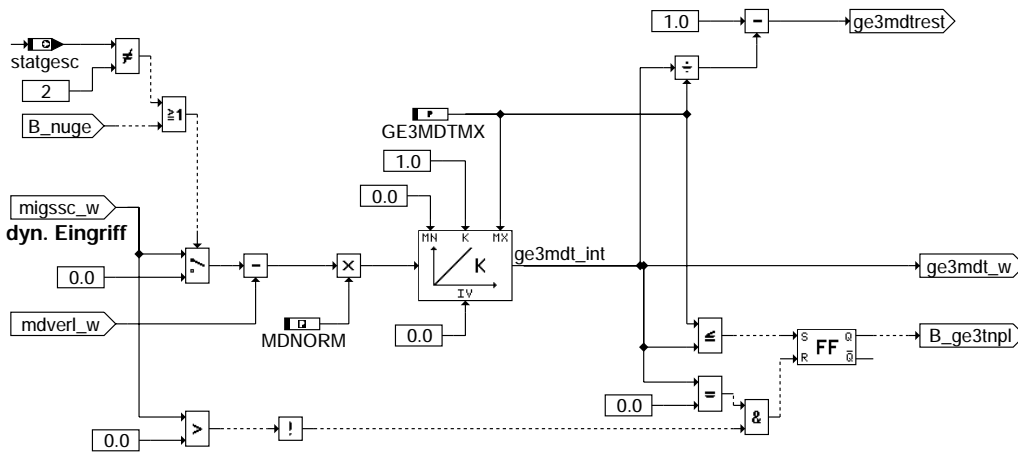 1.0
-
ge3mdtrest
statgesc
≠
÷
2
≧1
P
GE3MDTMX
B_nuge
1.0
0.0
migssc_w
dyn. Eingriff
MN K MX
K
ge3mdt_int
ge3mdt_w
0.0
-
×
IV
mdverl_w
P
MDNORM
0.0
≤
S Q
FF
R Q̅
B_ge3tnpl
=
0.0
&
>
!
0.0